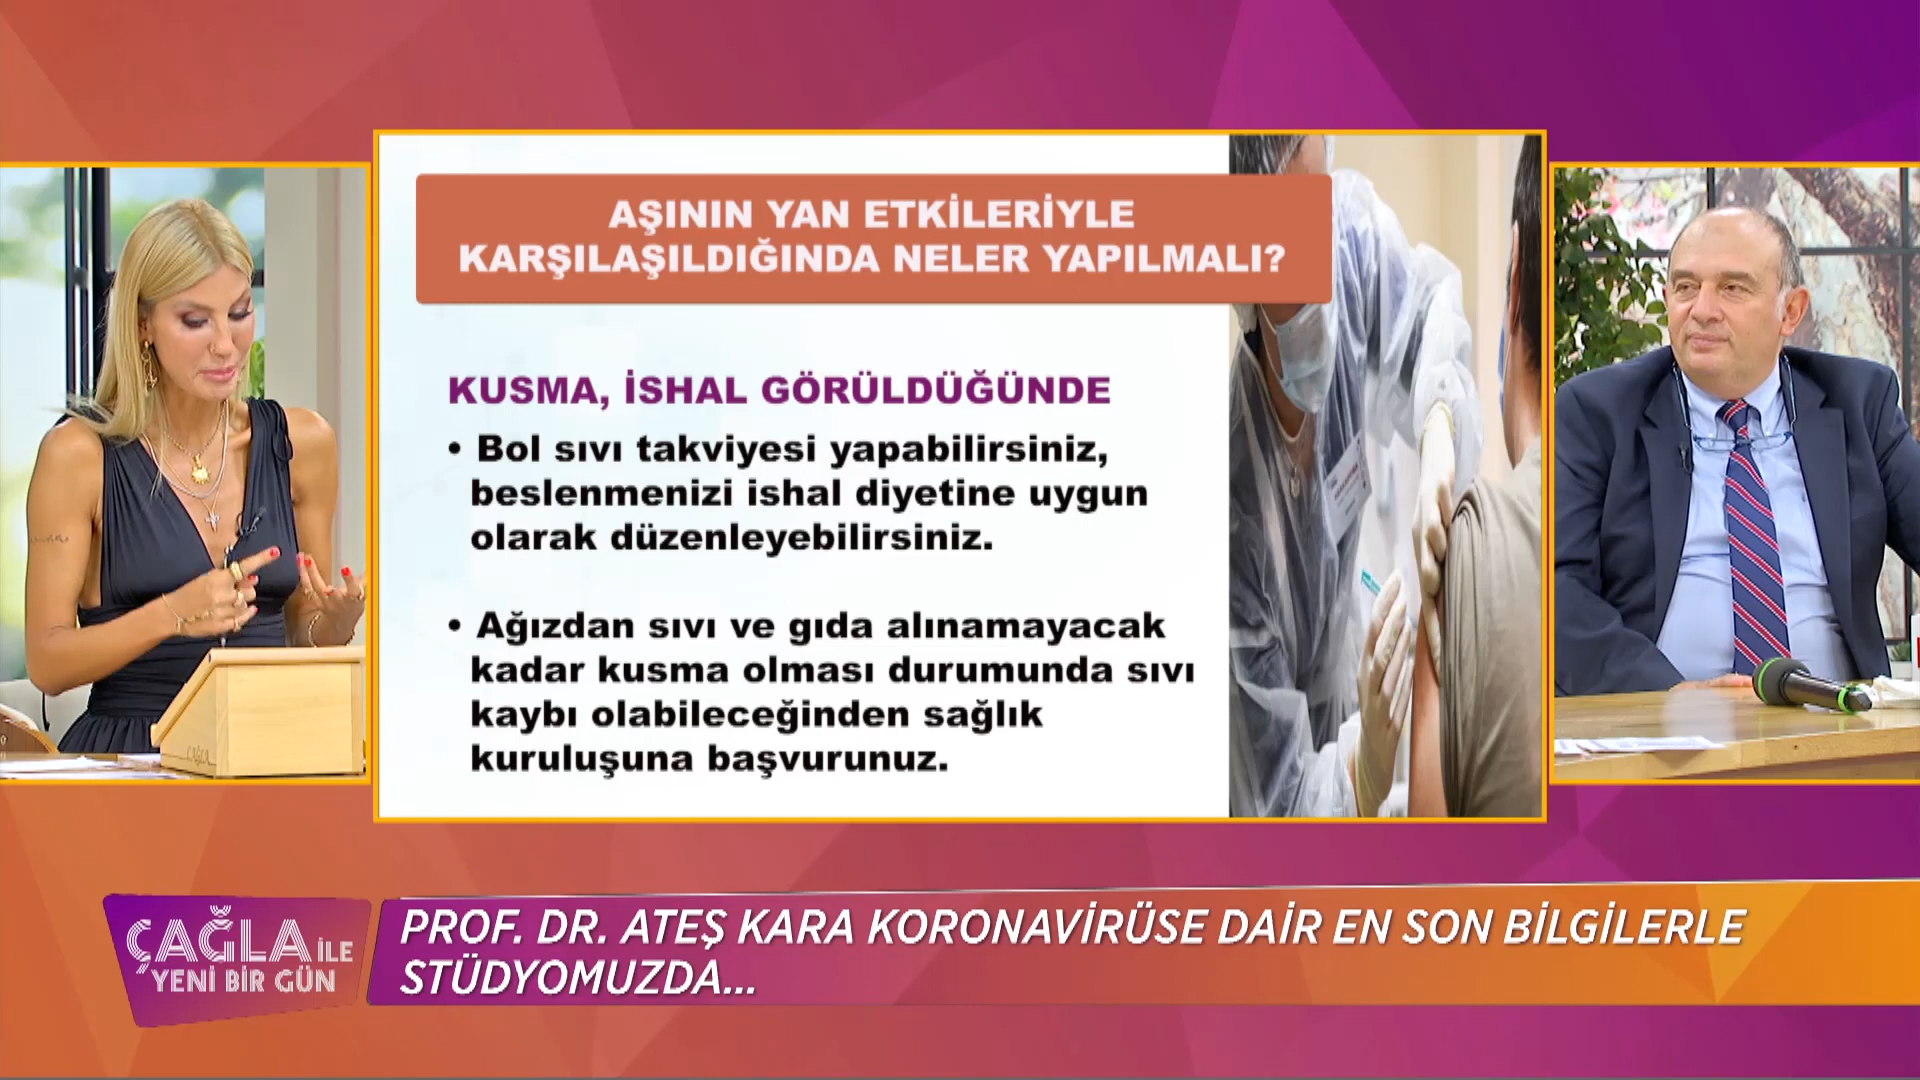 AŞININ YAN ETKİLERİYLE
KARŞILAŞILDIĞINDA NELER YAPILMALI?
KUSMA, İSHAL GÖRÜLDÜĞÜNDE
• Bol sıvı takviyesi yapabilirsiniz,
beslenmenizi ishal diyetine uygun
olarak düzenleyebilirsiniz.
• Ağızdan sıvı ve gıda alınamayacak
kadar kusma olması durumunda sıvı
kaybı olabileceğinden sağlık
kuruluşuna başvurunuz.
ÇAĞLA
ÇAĞLA İLE
YENİ BİR GÜN
PROF. DR. ATEŞ KARA KORONAVİRÜSE DAİR EN SON BİLGİLERLE
STÜDYOMUZDA...